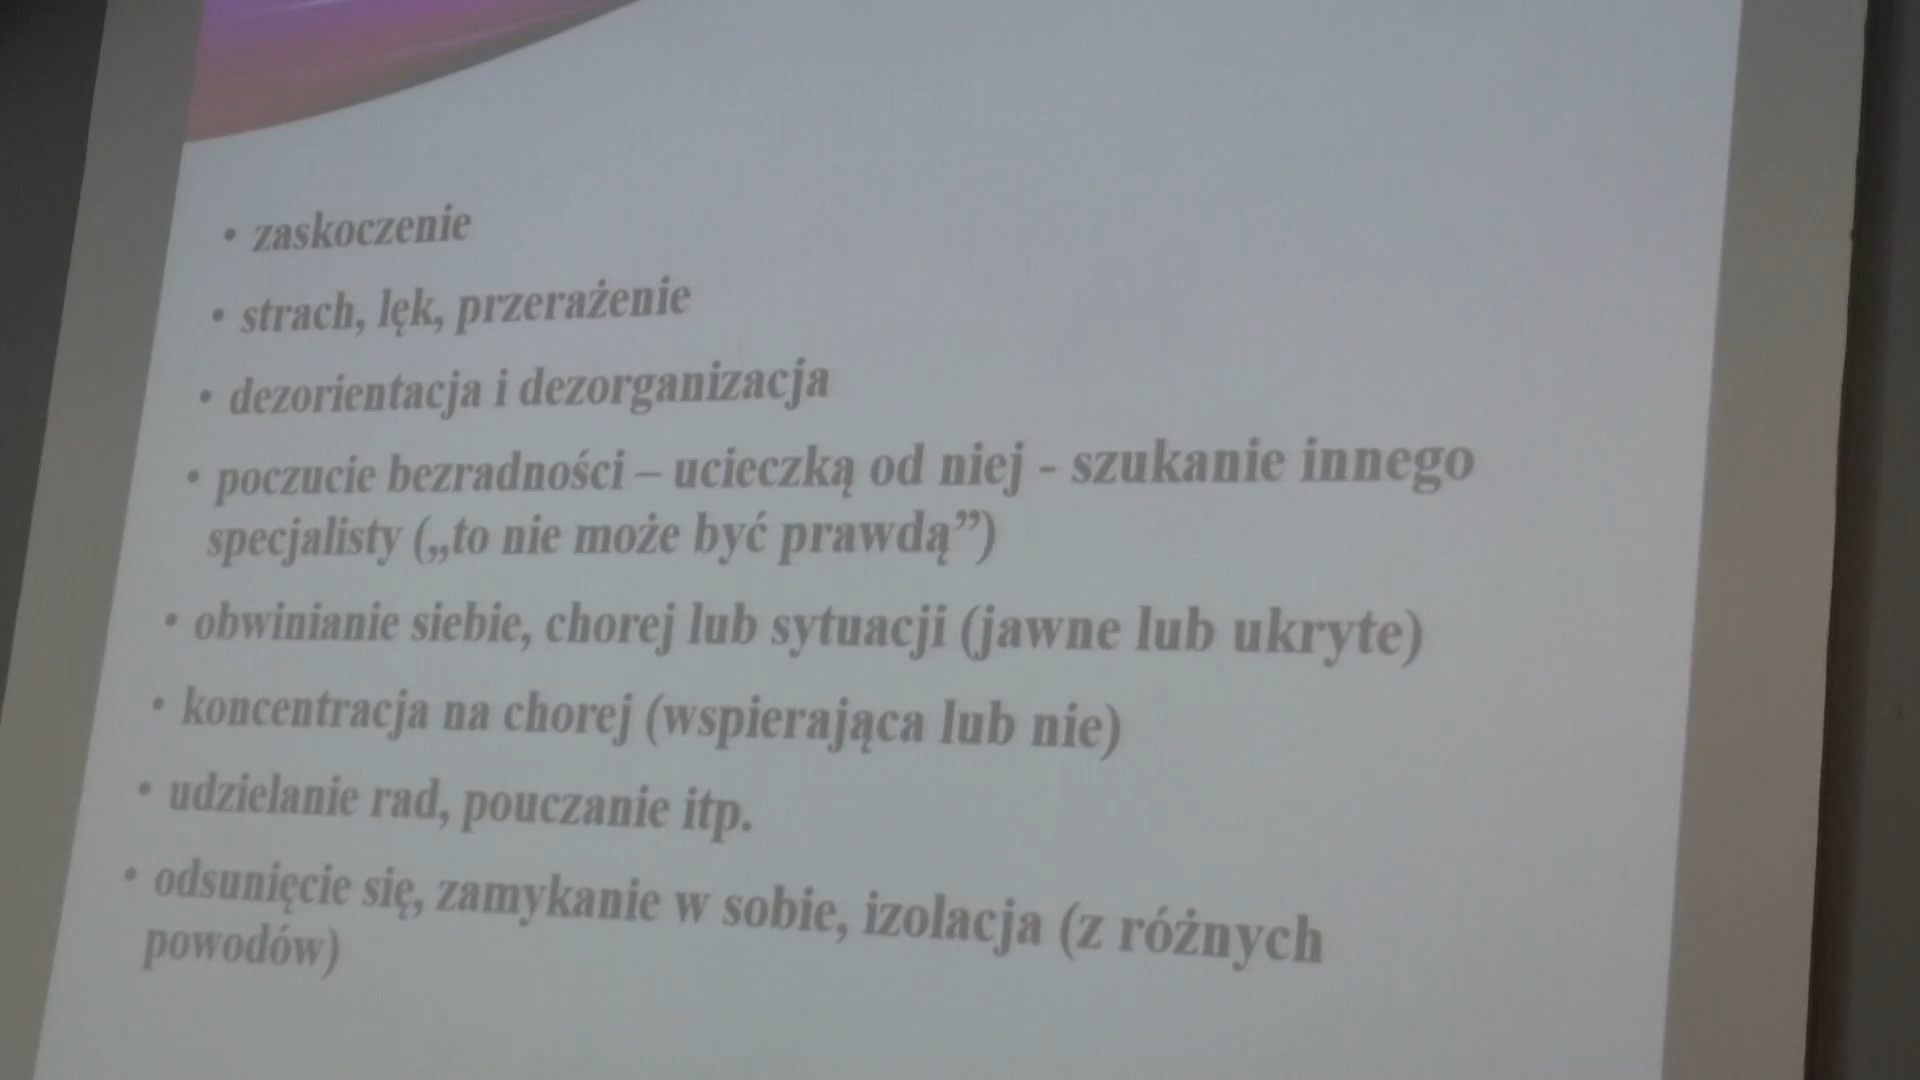 • zaskoczenie
• strach, lęk, przerażenie
• dezorientacja i dezorganizacja
• poczucie bezradności – ucieczką od niej - szukanie innego
specjalisty („to nie może być prawdą”)
• obwinianie siebie, chorej lub sytuacji (jawne lub ukryte)
• koncentracja na chorej (wspierająca lub nie)
• udzielanie rad, pouczanie itp.
• odsunięcie się, zamykanie w sobie, izolacja (z różnych
powodów)